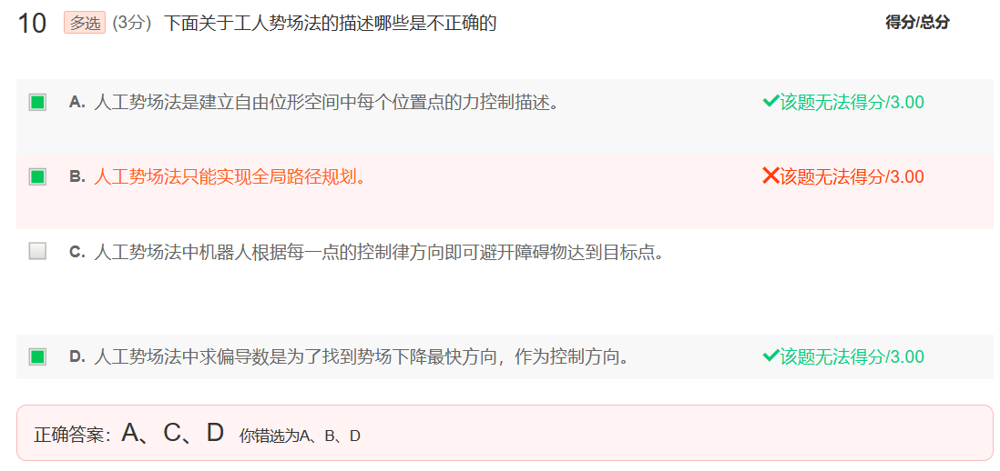 10 多选 (3分) 下面关于工人势场法的描述哪些是不正确的 得分/总分
A. 人工势场法是建立自由位形空间中每个位置点的力控制描述。 该题无法得分/3.00
B. 人工势场法只能实现全局路径规划。 该题无法得分/3.00
C. 人工势场法中机器人根据每一点的控制律方向即可避开障碍物达到目标点。
D. 人工势场法中求偏导数是为了找到势场下降最快方向，作为控制方向。 该题无法得分/3.00
正确答案：A、C、D 你错选为A、B、D